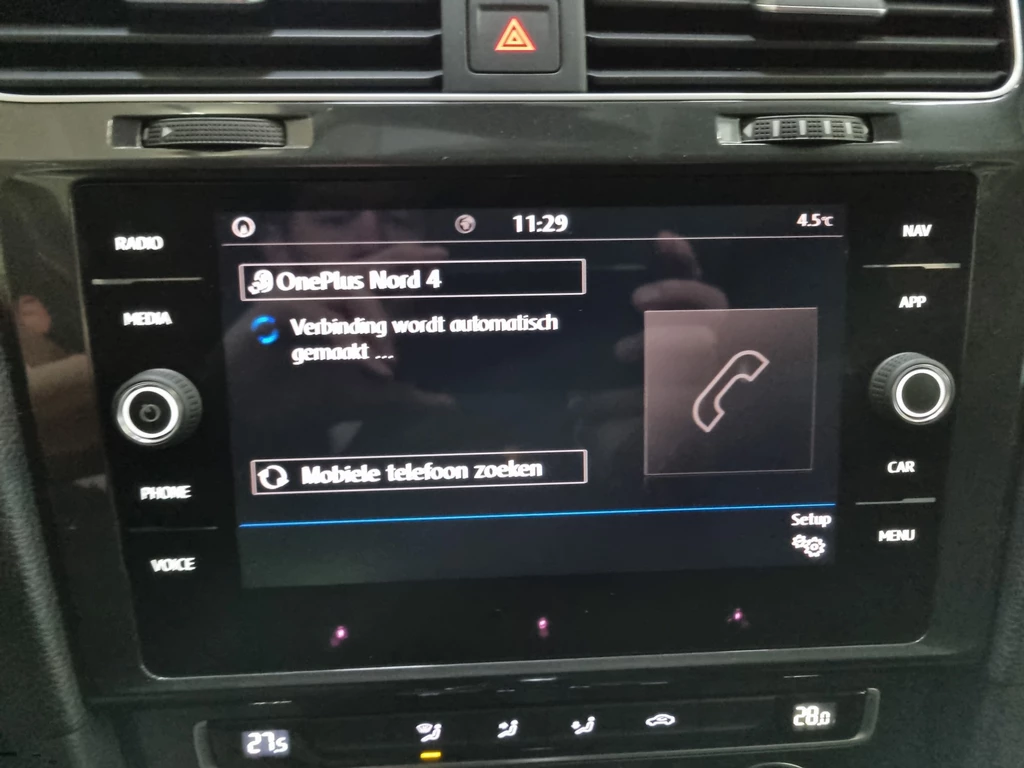 11:29
4.5℃
RADIO
NAV
OnePlus Nord 4
APP
MEDIA
Verbinding wordt automatisch
gemaakt ...
Mobiele telefoon zoeken
CAR
PHONE
Setup
MENU
VOICE
27.5
28.0